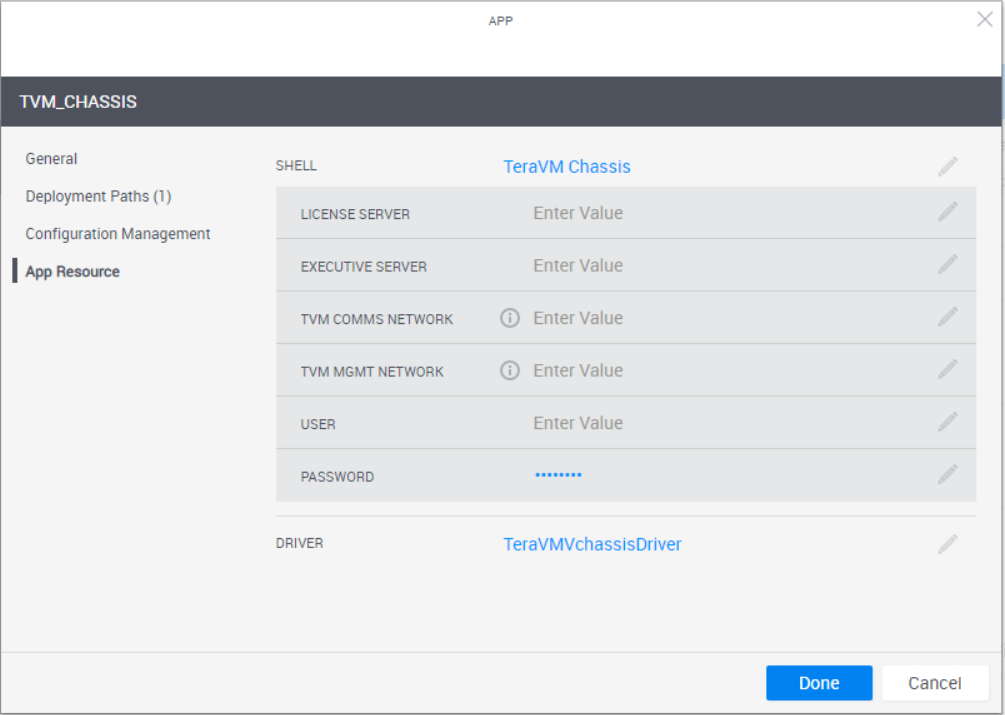 APP
TVM_CHASSIS
General
Deployment Paths (1)
Configuration Management
App Resource
SHELL TeraVM Chassis
LICENSE SERVER Enter Value
EXECUTIVE SERVER Enter Value
TVM COMMS NETWORK Enter Value
TVM MGMT NETWORK Enter Value
USER Enter Value
PASSWORD ••••••••
DRIVER TeraVMVchassisDriver
Done Cancel